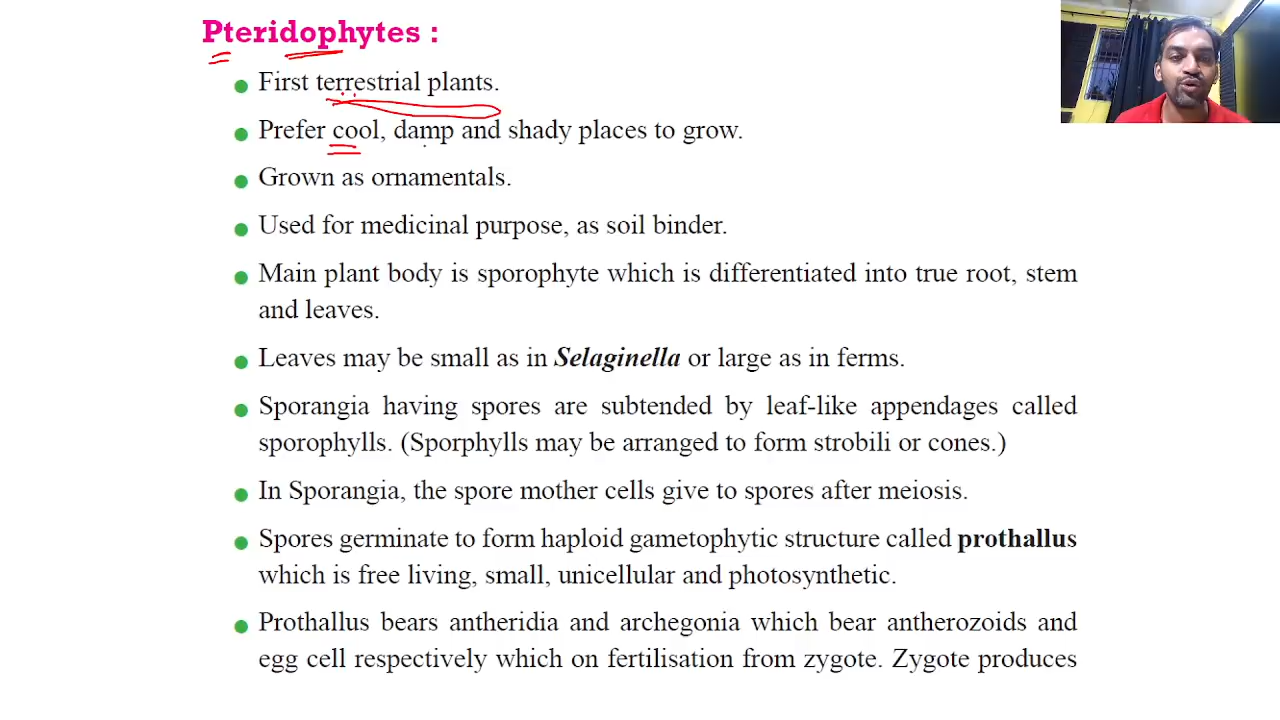 Pteridophytes :
First terrestrial plants.
Prefer cool, damp and shady places to grow.
Grown as ornamentals.
Used for medicinal purpose, as soil binder.
Main plant body is sporophyte which is differentiated into true root, stem
and leaves.
Leaves may be small as in Selaginella or large as in ferms.
Sporangia having spores are subtended by leaf-like appendages called
sporophylls. (Sporphylls may be arranged to form strobili or cones.)
In Sporangia, the spore mother cells give to spores after meiosis.
Spores germinate to form haploid gametophytic structure called prothallus
which is free living, small, unicellular and photosynthetic.
Prothallus bears antheridia and archegonia which bear antherozoids and
egg cell respectively which on fertilisation from zygote. Zygote produces